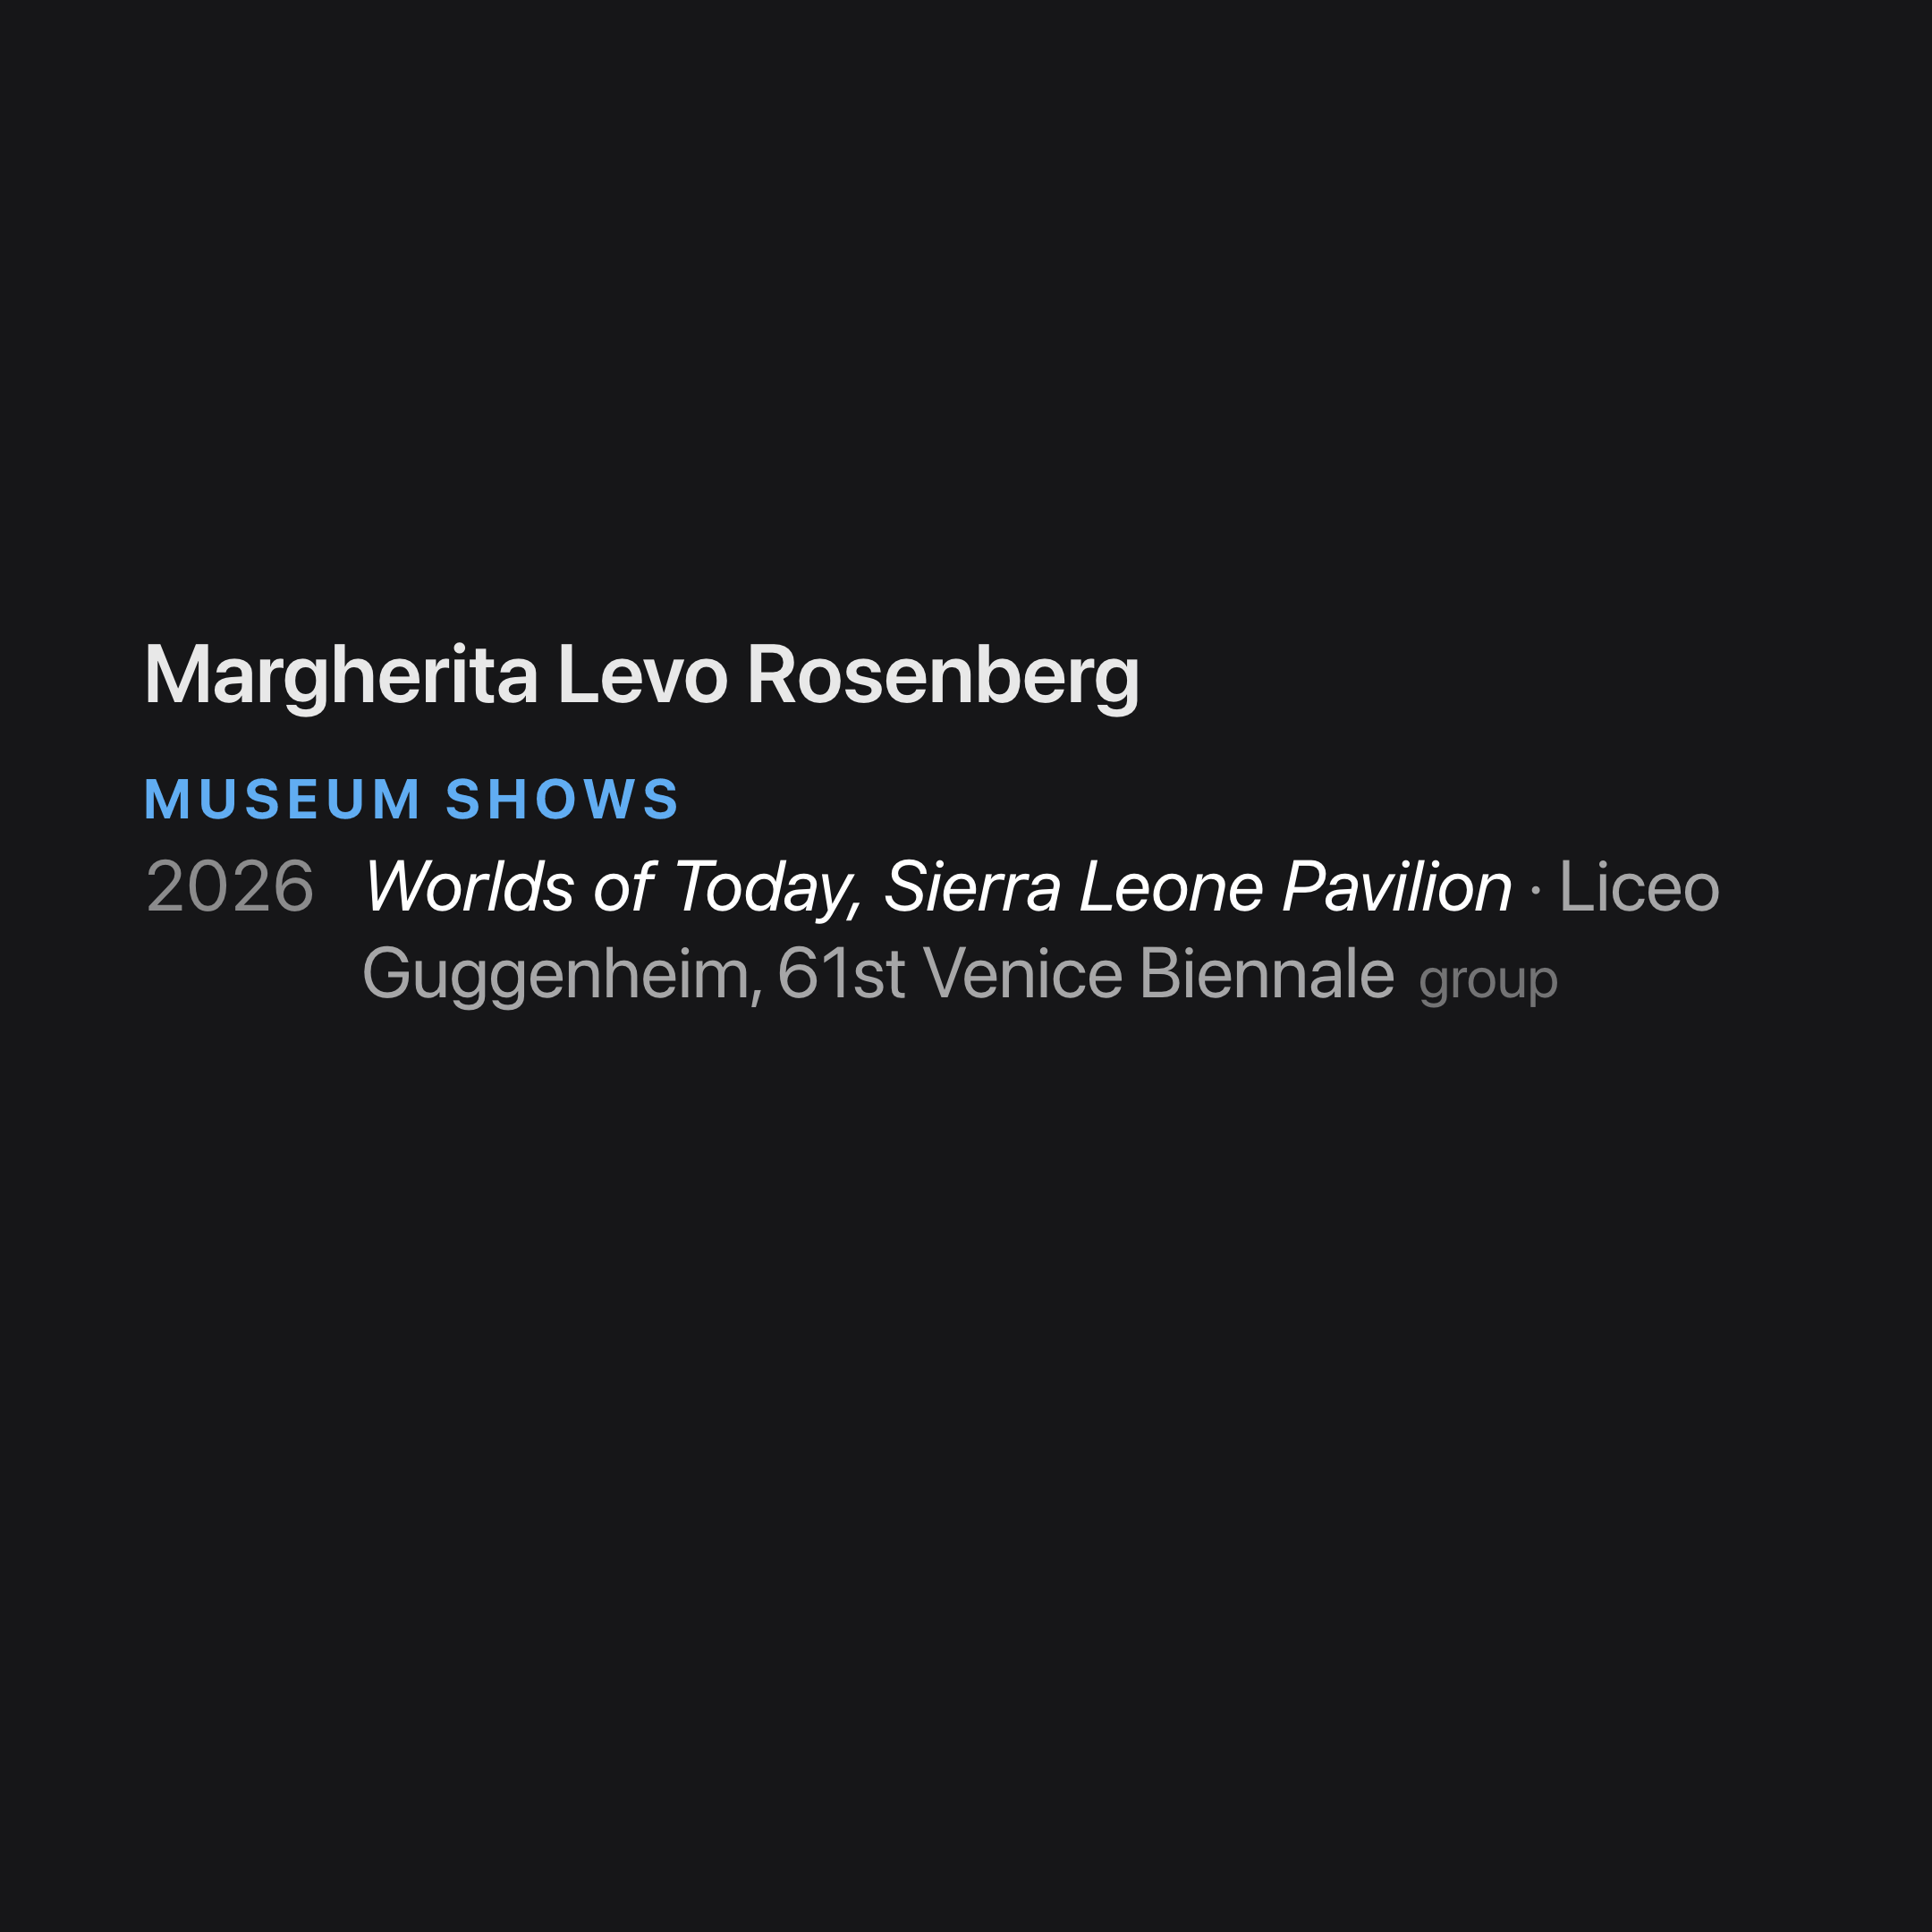 Margherita Levo Rosenberg
MUSEUM SHOWS
2026 Worlds of Today, Sierra Leone Pavilion · Liceo
Guggenheim, 61st Venice Biennale group